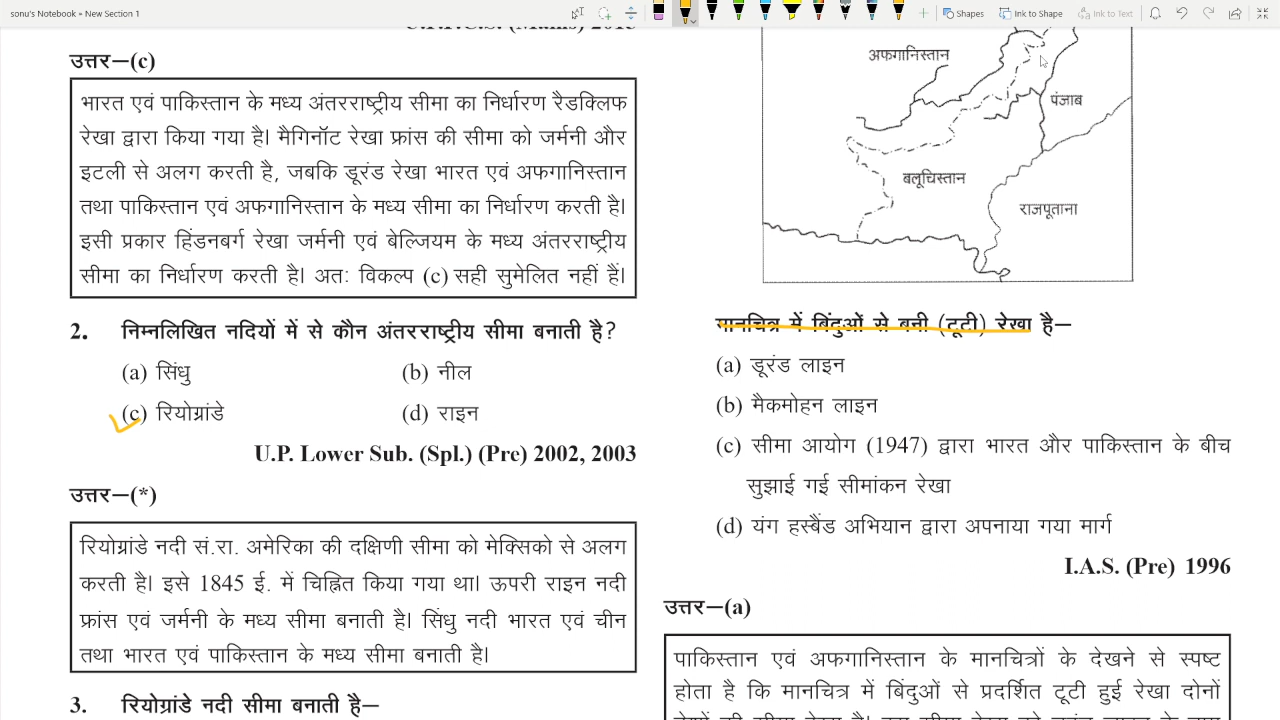 sonu's Notebook » New Section 1
Shapes
Ink to Shape
Ink to Text
उत्तर–(c)
भारत एवं पाकिस्तान के मध्य अंतरराष्ट्रीय सीमा का निर्धारण रैडक्लिफ
रेखा द्वारा किया गया है। मैगिनॉट रेखा फ्रांस की सीमा को जर्मनी और
इटली से अलग करती है, जबकि डूरंड रेखा भारत एवं अफगानिस्तान
तथा पाकिस्तान एवं अफगानिस्तान के मध्य सीमा का निर्धारण करती है।
इसी प्रकार हिंडनबर्ग रेखा जर्मनी एवं बेल्जियम के मध्य अंतरराष्ट्रीय
सीमा का निर्धारण करती है। अतः विकल्प (c) सही सुमेलित नहीं हैं।
2. निम्नलिखित नदियों में से कौन अंतरराष्ट्रीय सीमा बनाती है?
(a) सिंधु (b) नील
(c) रियोग्रांडे (d) राइन
U.P. Lower Sub. (Spl.) (Pre) 2002, 2003
उत्तर–(*)
रियोग्रांडे नदी सं.रा. अमेरिका की दक्षिणी सीमा को मेक्सिको से अलग
करती है। इसे 1845 ई. में चिह्नित किया गया था। ऊपरी राइन नदी
फ्रांस एवं जर्मनी के मध्य सीमा बनाती है। सिंधु नदी भारत एवं चीन
तथा भारत एवं पाकिस्तान के मध्य सीमा बनाती है।
3. रियोग्रांडे नदी सीमा बनाती है–
अफगानिस्तान
पंजाब
बलूचिस्तान
राजपूताना
मानचित्र में बिंदुओं से बनी (टूटी) रेखा है–
(a) डूरंड लाइन
(b) मैकमोहन लाइन
(c) सीमा आयोग (1947) द्वारा भारत और पाकिस्तान के बीच
सुझाई गई सीमांकन रेखा
(d) यंग हस्बैंड अभियान द्वारा अपनाया गया मार्ग
I.A.S. (Pre) 1996
उत्तर–(a)
पाकिस्तान एवं अफगानिस्तान के मानचित्रों के देखने से स्पष्ट
होता है कि मानचित्र में बिंदुओं से प्रदर्शित टूटी हुई रेखा दोनों